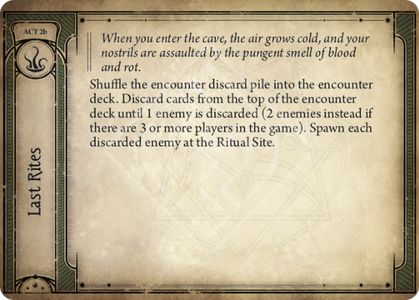 ACT 2b
Last Rites
When you enter the cave, the air grows cold, and your
nostrils are assaulted by the pungent smell of blood
and rot.
Shuffle the encounter discard pile into the encounter
deck. Discard cards from the top of the encounter
deck until 1 enemy is discarded (2 enemies instead if
there are 3 or more players in the game). Spawn each
discarded enemy at the Ritual Site.